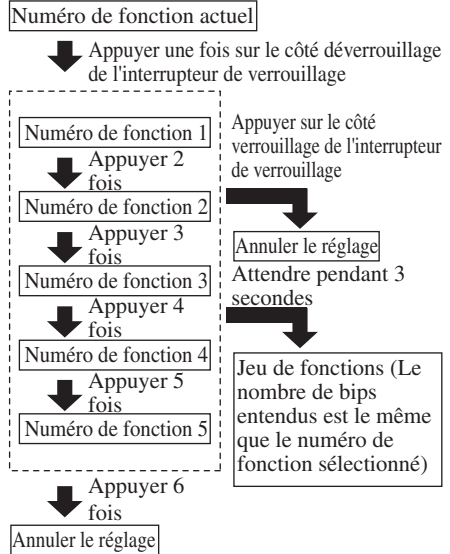 Numéro de fonction actuel
Appuyer une fois sur le côté déverrouillage
de l'interrupteur de verrouillage
Numéro de fonction 1
Appuyer 2
fois
Numéro de fonction 2
Appuyer 3
fois
Numéro de fonction 3
Appuyer 4
fois
Numéro de fonction 4
Appuyer 5
fois
Numéro de fonction 5
Appuyer 6
fois
Annuler le réglage
Appuyer sur le côté
verrouillage de l'interrupteur
de verrouillage
Annuler le réglage
Attendre pendant 3
secondes
Jeu de fonctions (Le
nombre de bips
entendus est le même
que le numéro de
fonction sélectionné)